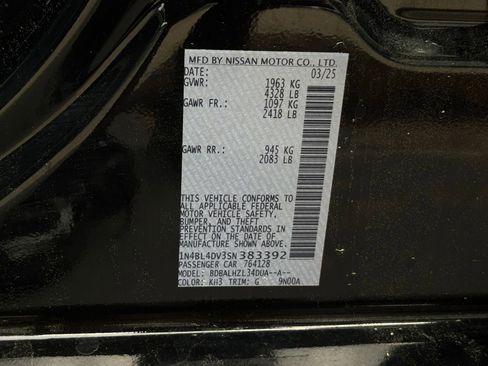 MFD BY NISSAN MOTOR CO., LTD.
DATE: 03/25
GVWR: 1963 KG
4328 LB
GAWR FR.: 1097 KG
2418 LB
GAWR RR.: 945 KG
2083 LB
THIS VEHICLE CONFORMS TO
ALL APPLICABLE FEDERAL
MOTOR VEHICLE SAFETY,
BUMPER, AND THEFT
PREVENTION STANDARDS IN
EFFECT ON THE DATE OF
MANUFACTURE SHOWN ABOVE.
1N4BL4DV3SN383392
PASSENGER CAR 764128
MODEL: BDBALHZL34DUA--A--
COLOR: KH3 TRIM: G 9N00A